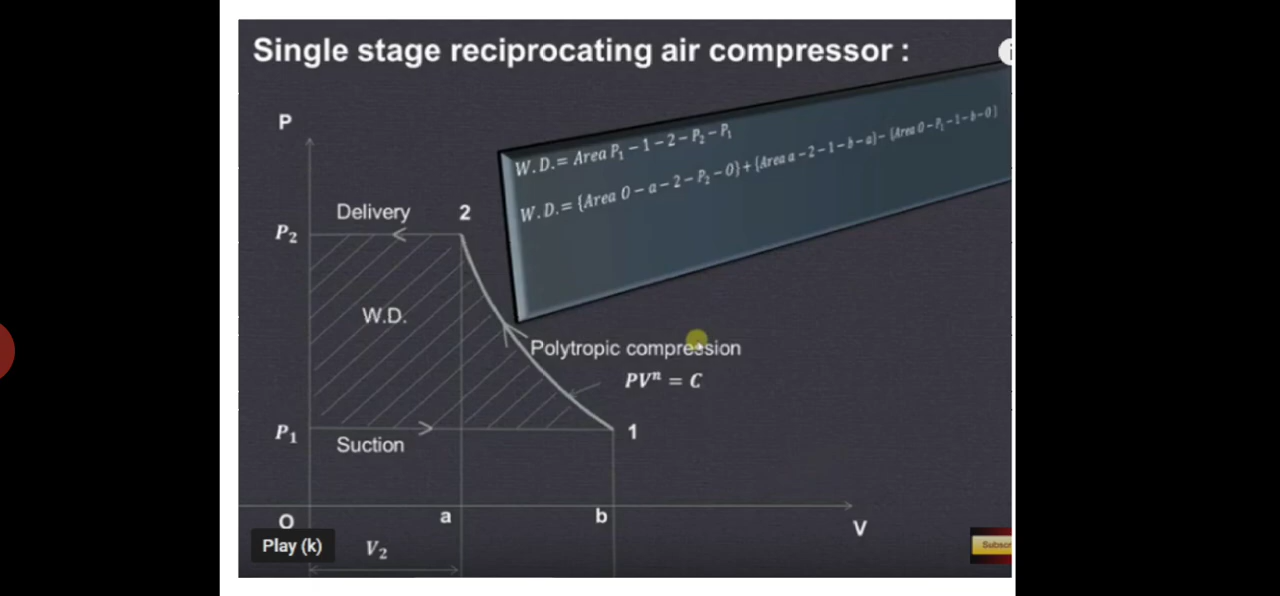 Single stage reciprocating air compressor :
P
W.D.= Area P₁ − 1 − 2 − P₂ − P₁
W.D.= {Area 0 − a − 2 − P₂ − 0} + {Area a − 2 − 1 − b − a} − {Area 0 − P₁ − 1 − b − 0}
Delivery
2
P₂
W.D.
Polytropic compression
PVⁿ = C
P₁
1
Suction
O
a
b
V
Play (k)
V₂